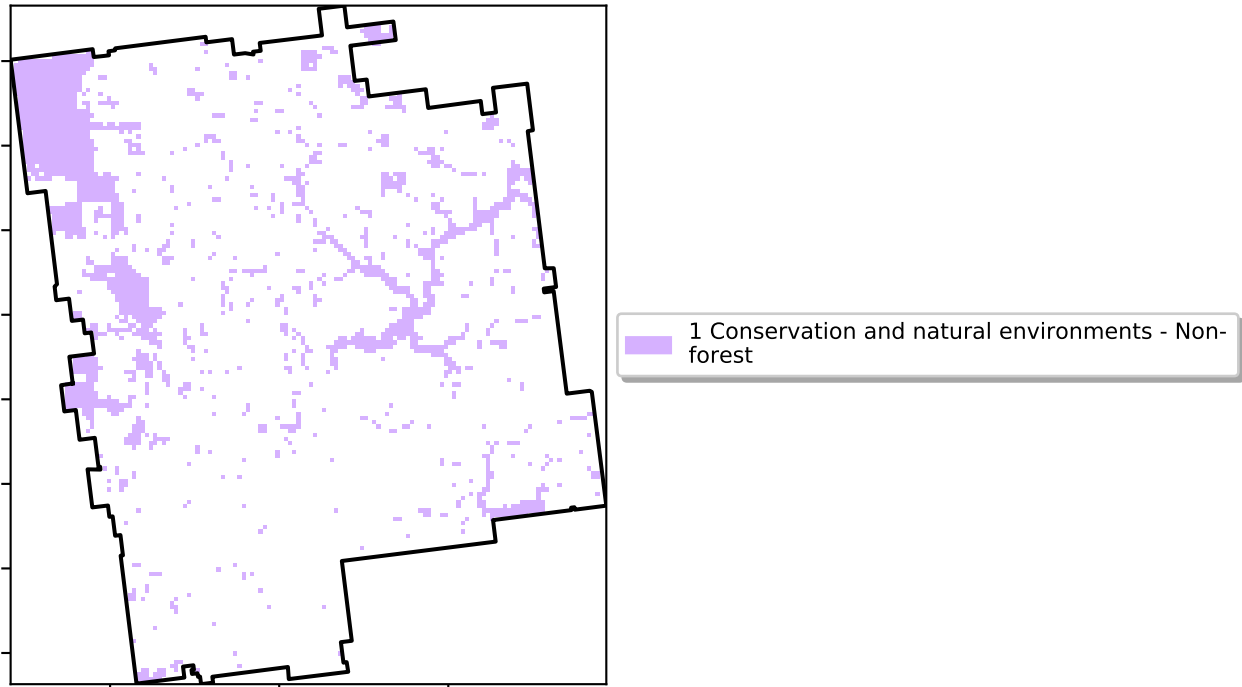 1 Conservation and natural environments - Non-
forest